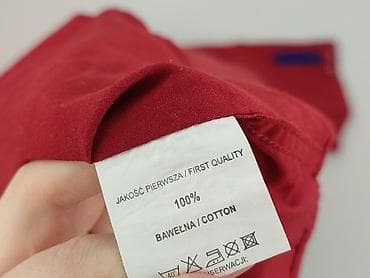 JAKOŚĆ PIERWSZA / FIRST QUALITY
100%
BAWEŁNA / COTTON